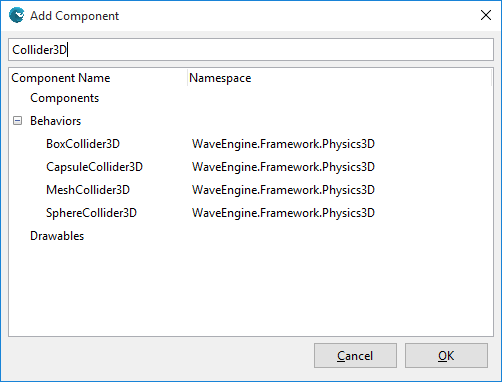 Add Component
Collider3D
Component Name Namespace
Components
Behaviors
BoxCollider3D WaveEngine.Framework.Physics3D
CapsuleCollider3D WaveEngine.Framework.Physics3D
MeshCollider3D WaveEngine.Framework.Physics3D
SphereCollider3D WaveEngine.Framework.Physics3D
Drawables
Cancel OK